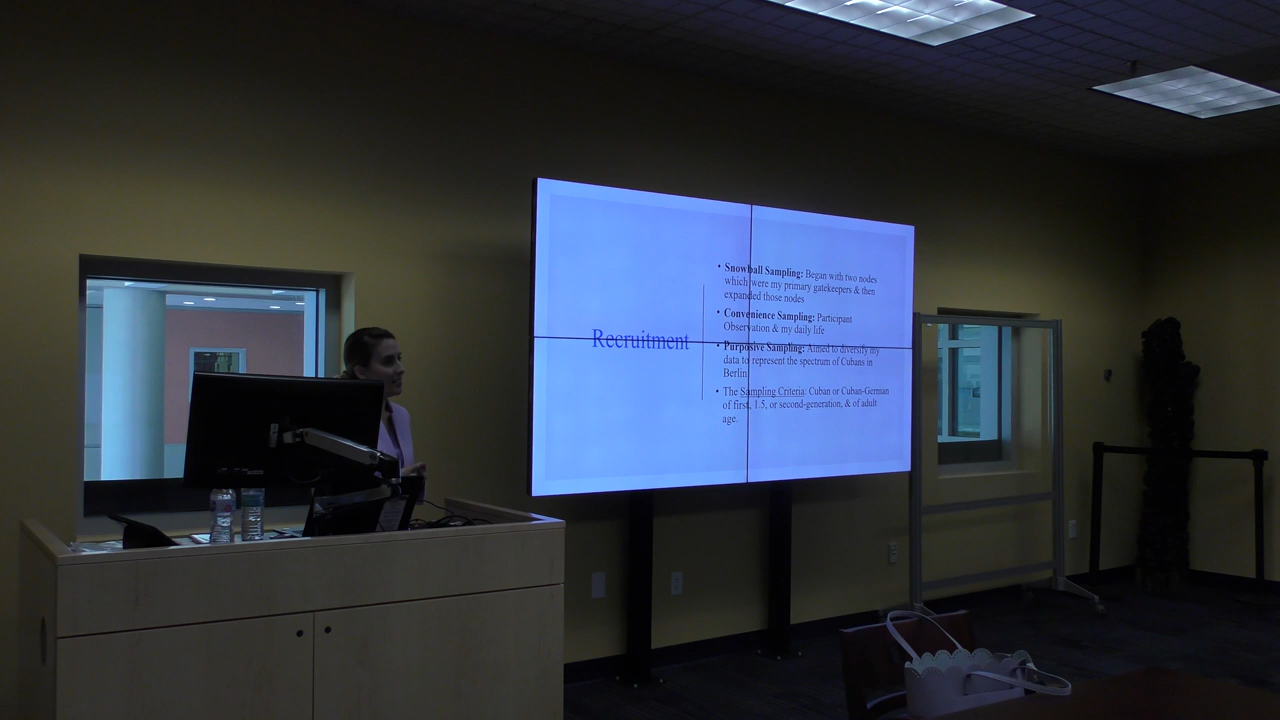 Recruitment
• Snowball Sampling: Began with two nodes
which were my primary gatekeepers & then
expanded those nodes
• Convenience Sampling: Participant
Observation & my daily life
• Purposive Sampling: Aimed to diversify my
data to represent the spectrum of Cubans in
Berlin.
• The Sampling Criteria: Cuban or Cuban-German
of first, 1.5, or second-generation, & of adult
age.